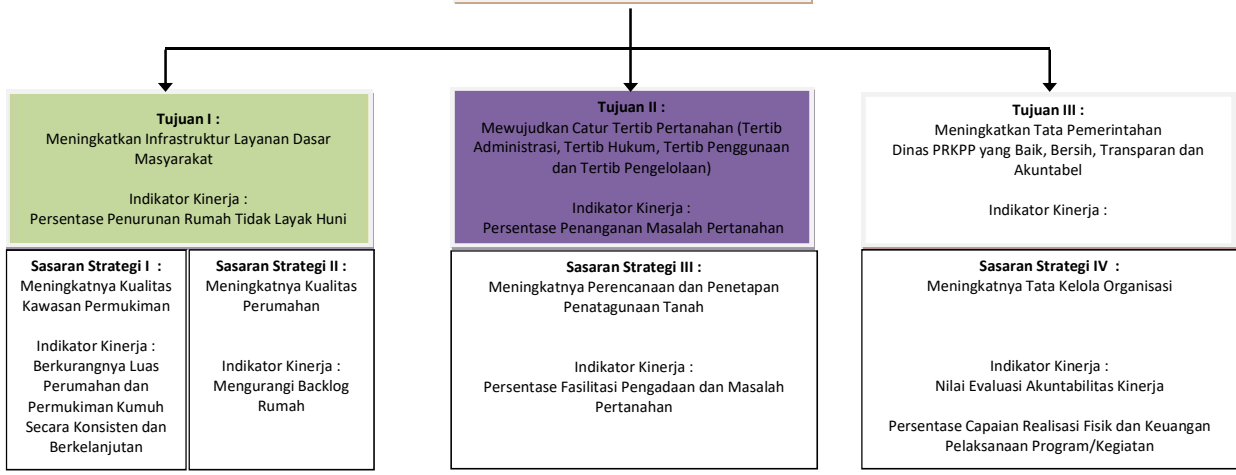 Tujuan I :
Meningkatkan Infrastruktur Layanan Dasar
Masyarakat
Indikator Kinerja :
Persentase Penurunan Rumah Tidak Layak Huni
Tujuan II :
Mewujudkan Catur Tertib Pertanahan (Tertib
Administrasi, Tertib Hukum, Tertib Penggunaan
dan Tertib Pengelolaan)
Indikator Kinerja :
Persentase Penanganan Masalah Pertanahan
Tujuan III :
Meningkatkan Tata Pemerintahan
Dinas PRKPP yang Baik, Bersih, Transparan dan
Akuntabel
Indikator Kinerja :
Sasaran Strategi I :
Meningkatnya Kualitas
Kawasan Permukiman
Indikator Kinerja :
Berkurangnya Luas
Perumahan dan
Permukiman Kumuh
Secara Konsisten dan
Berkelanjutan
Sasaran Strategi II :
Meningkatnya Kualitas
Perumahan
Indikator Kinerja :
Mengurangi Backlog
Rumah
Sasaran Strategi III :
Meningkatnya Perencanaan dan Penetapan
Penatagunaan Tanah
Indikator Kinerja :
Persentase Fasilitasi Pengadaan dan Masalah
Pertanahan
Sasaran Strategi IV :
Meningkatnya Tata Kelola Organisasi
Indikator Kinerja :
Nilai Evaluasi Akuntabilitas Kinerja
Persentase Capaian Realisasi Fisik dan Keuangan
Pelaksanaan Program/Kegiatan